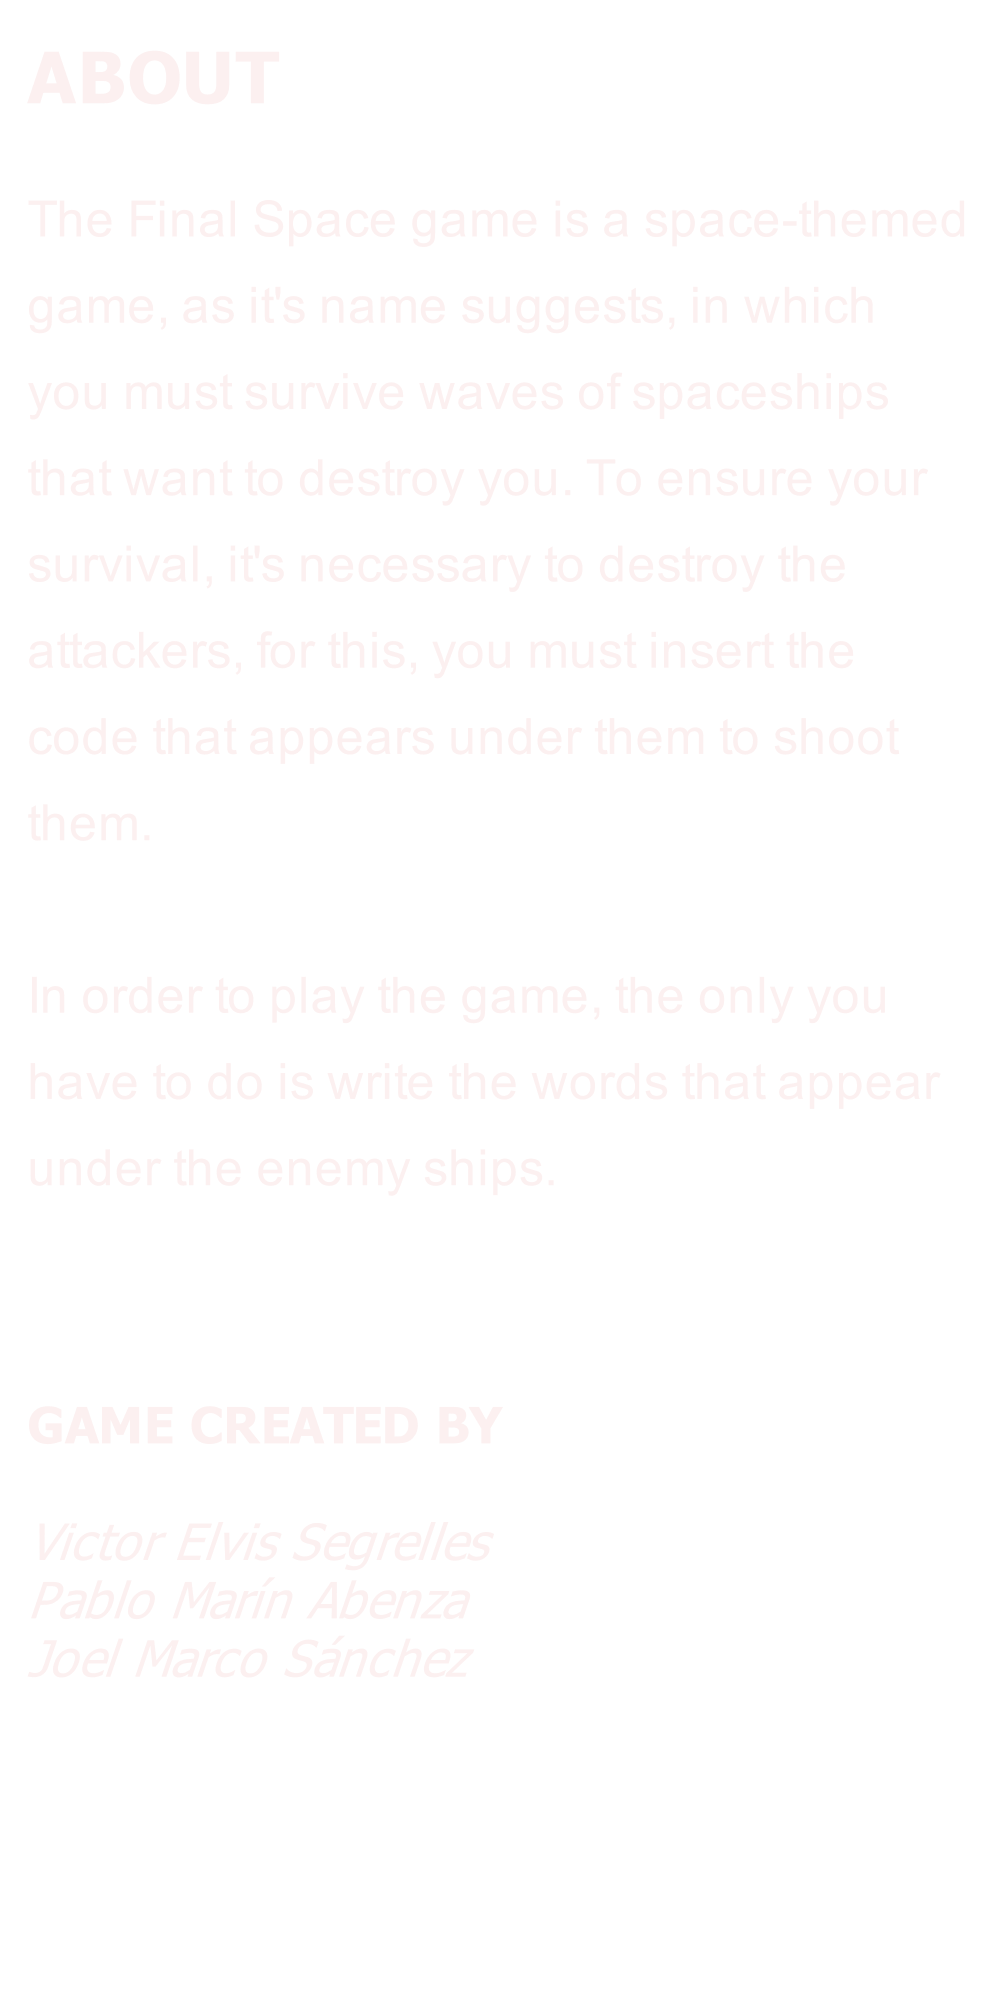 ABOUT
The Final Space game is a space-themed
game, as it's name suggests, in which
you must survive waves of spaceships
that want to destroy you. To ensure your
survival, it's necessary to destroy the
attackers, for this, you must insert the
code that appears under them to shoot
them.
In order to play the game, the only you
have to do is write the words that appear
under the enemy ships.
GAME CREATED BY
Victor Elvis Segrelles
Pablo Marín Abenza
Joel Marco Sánchez